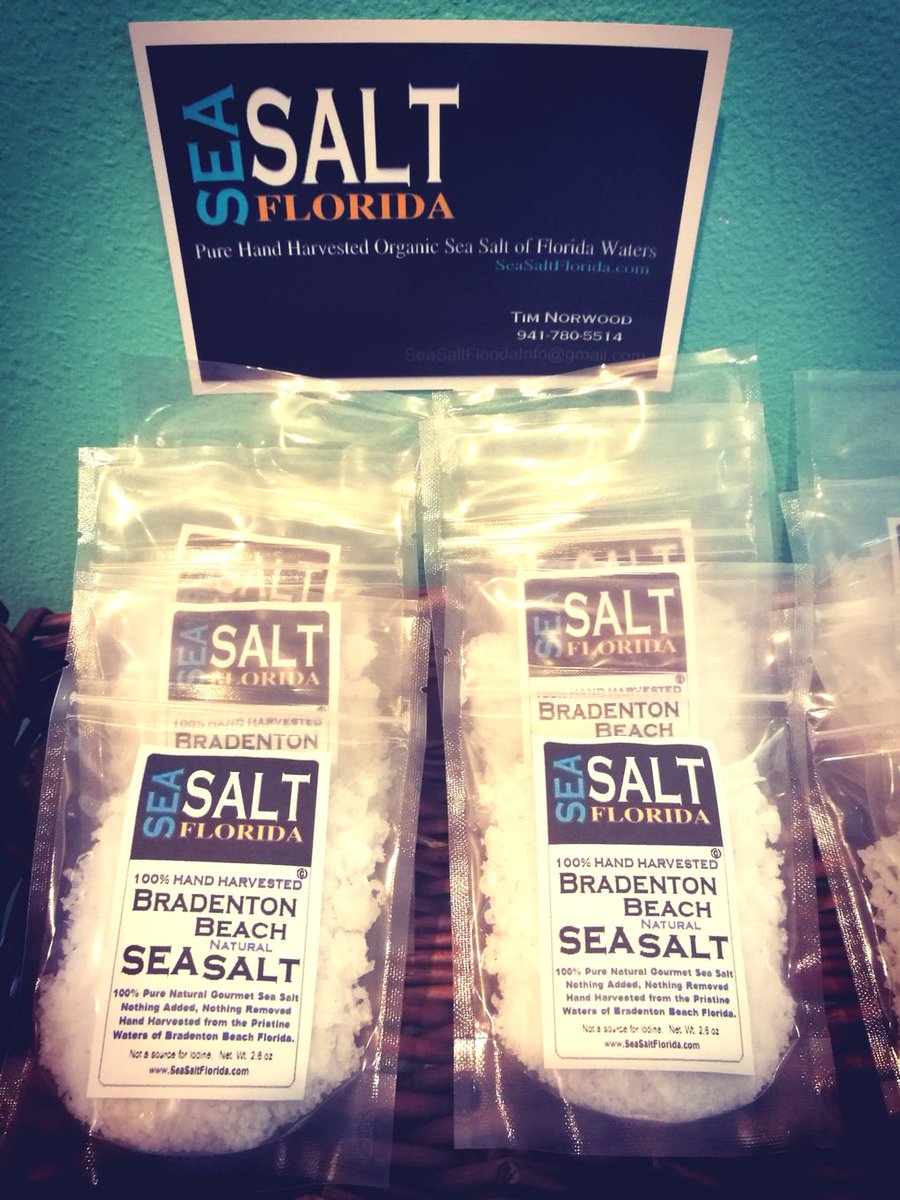 SEA SALT
FLORIDA
Pure Hand Harvested Organic Sea Salt of Florida Waters
SeaSaltFlorida.com
Tim Norwood
941-780-5514
SeaSaltFloridaInfo@gmail.com
SALT
SEA SALT
FLORIDA
100% HAND HARVESTED
BRADENTON
SEA SALT
FLORIDA
100% HAND HARVESTED
BRADENTON
BEACH
NATURAL
SEA SALT
100% Pure Natural Gourmet Sea Salt
Nothing Added, Nothing Removed
Hand Harvested from the Pristine
Waters of Bradenton Beach Florida.
Not a source for Iodine. Net. Wt. 2.6 oz
www.SeaSaltFlorida.com
SALT
SEA SALT
FLORIDA
100% HAND HARVESTED
BRADENTON
BEACH
SEA SALT
FLORIDA
100% HAND HARVESTED
BRADENTON
BEACH
NATURAL
SEA SALT
100% Pure Natural Gourmet Sea Salt
Nothing Added, Nothing Removed
Hand Harvested from the Pristine
Waters of Bradenton Beach Florida.
Not a source for Iodine. Net. Wt. 2.6 oz
www.SeaSaltFlorida.com